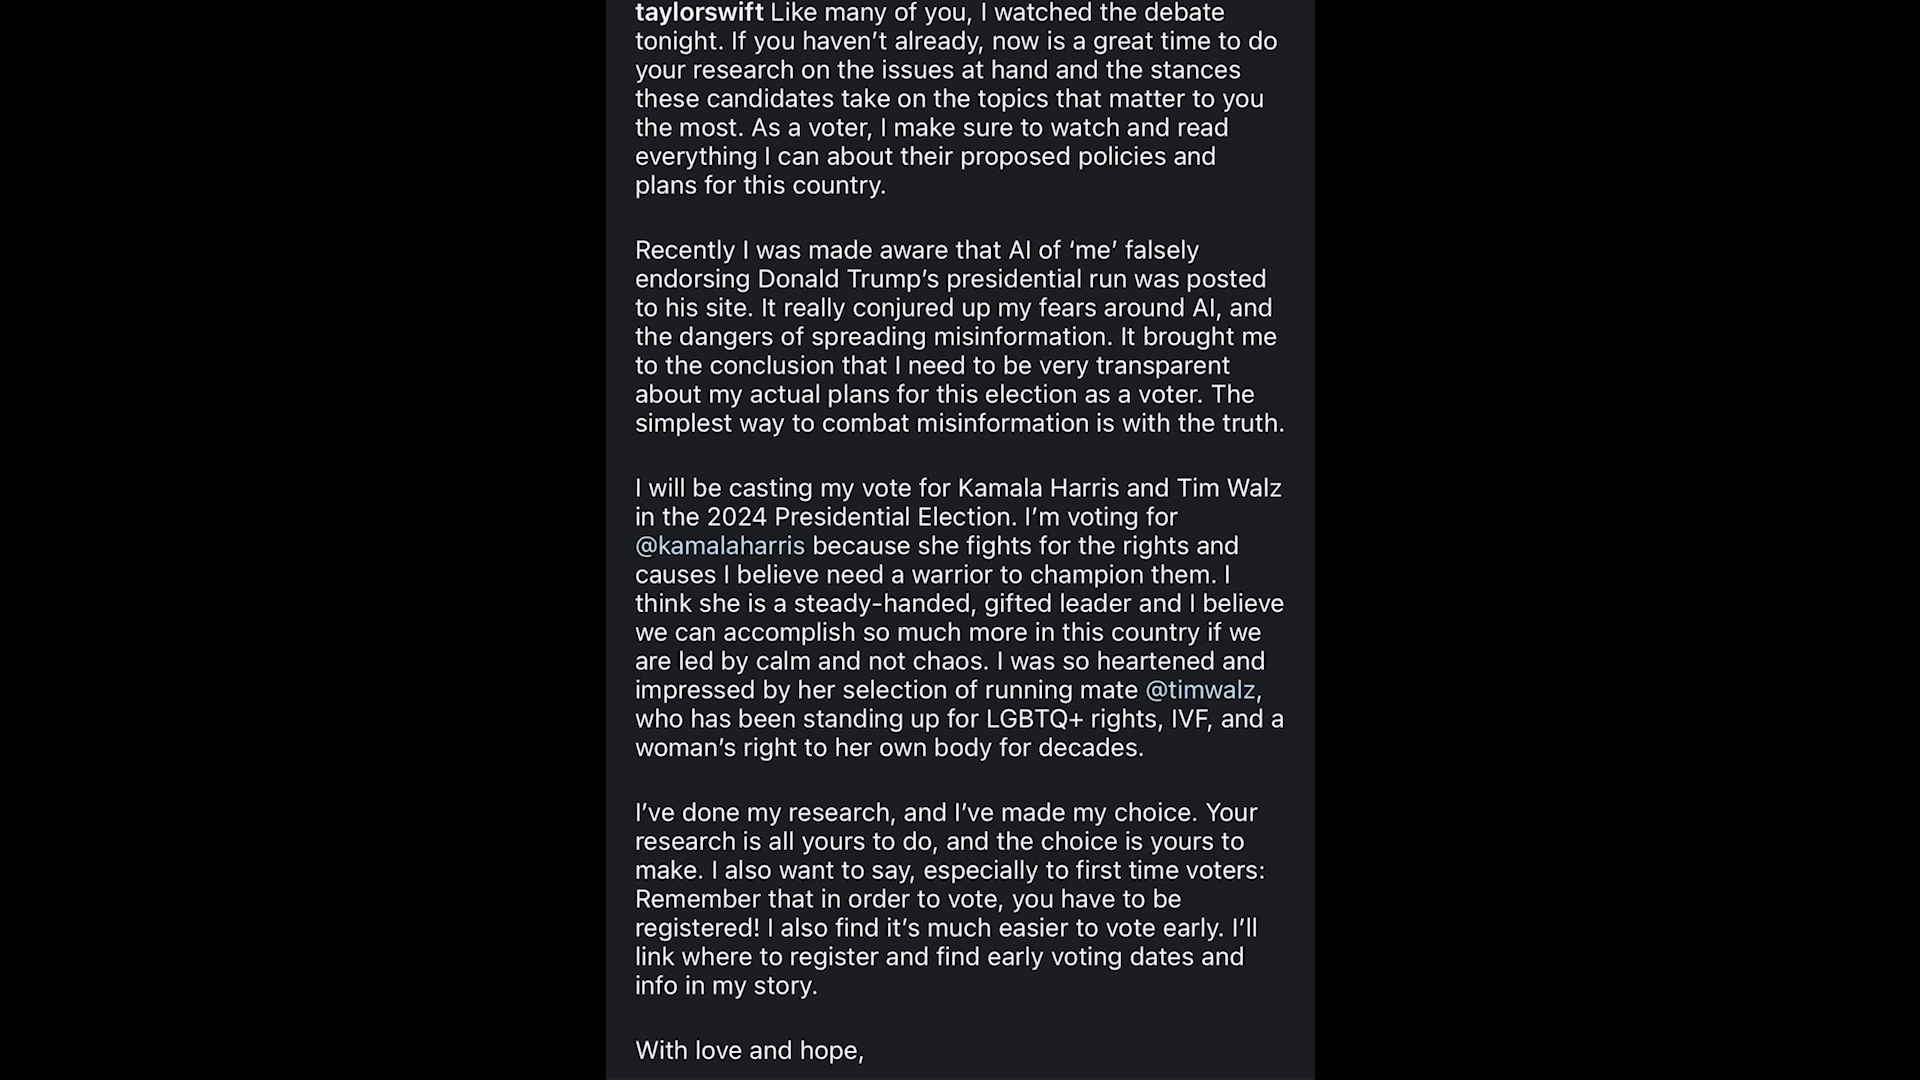 taylorswift Like many of you, I watched the debate
tonight. If you haven’t already, now is a great time to do
your research on the issues at hand and the stances
these candidates take on the topics that matter to you
the most. As a voter, I make sure to watch and read
everything I can about their proposed policies and
plans for this country.
Recently I was made aware that AI of ‘me’ falsely
endorsing Donald Trump’s presidential run was posted
to his site. It really conjured up my fears around AI, and
the dangers of spreading misinformation. It brought me
to the conclusion that I need to be very transparent
about my actual plans for this election as a voter. The
simplest way to combat misinformation is with the truth.
I will be casting my vote for Kamala Harris and Tim Walz
in the 2024 Presidential Election. I’m voting for
@kamalaharris because she fights for the rights and
causes I believe need a warrior to champion them. I
think she is a steady-handed, gifted leader and I believe
we can accomplish so much more in this country if we
are led by calm and not chaos. I was so heartened and
impressed by her selection of running mate @timwalz,
who has been standing up for LGBTQ+ rights, IVF, and a
woman’s right to her own body for decades.
I’ve done my research, and I’ve made my choice. Your
research is all yours to do, and the choice is yours to
make. I also want to say, especially to first time voters:
Remember that in order to vote, you have to be
registered! I also find it’s much easier to vote early. I’ll
link where to register and find early voting dates and
info in my story.
With love and hope,